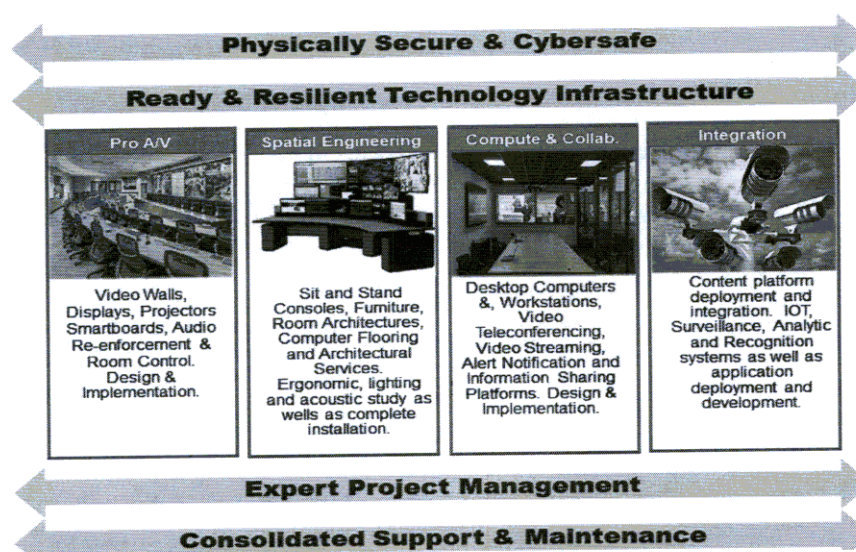 Physically Secure & Cybersafe
Ready & Resilient Technology Infrastructure
Pro A/V
Video Walls,
Displays, Projectors
Smartboards, Audio
Re-enforcement &
Room Control.
Design &
Implementation.
Spatial Engineering
Sit and Stand
Consoles, Furniture,
Room Architectures,
Computer Flooring
and Architectural
Services.
Ergonomic, lighting
and acoustic study as
wells as complete
installation.
Compute & Collab.
Desktop Computers
&, Workstations,
Video
Teleconferencing,
Video Streaming,
Alert Notification and
Information Sharing
Platforms. Design &
Implementation.
Integration
Content platform
deployment and
integration. IOT,
Surveillance, Analytic
and Recognition
systems as well as
application
deployment and
development.
Expert Project Management
Consolidated Support & Maintenance